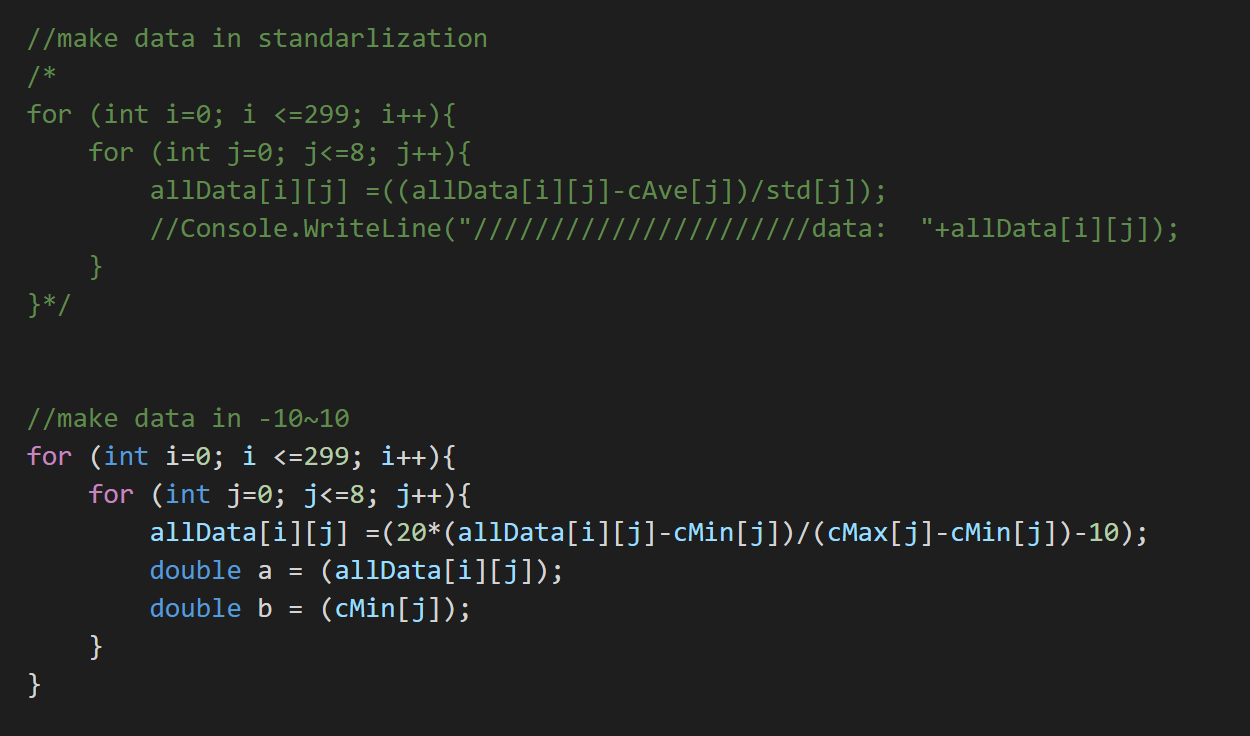 //make data in standarlization
/*
for (int i=0; i <=299; i++){
    for (int j=0; j<=8; j++){
        allData[i][j] =((allData[i][j]-cAve[j])/std[j]);
        //Console.WriteLine("//////////////////////data:  "+allData[i][j]);
    }
}*/
//make data in -10~10
for (int i=0; i <=299; i++){
    for (int j=0; j<=8; j++){
        allData[i][j] =(20*(allData[i][j]-cMin[j])/(cMax[j]-cMin[j])-10);
        double a = (allData[i][j]);
        double b = (cMin[j]);
    }
}